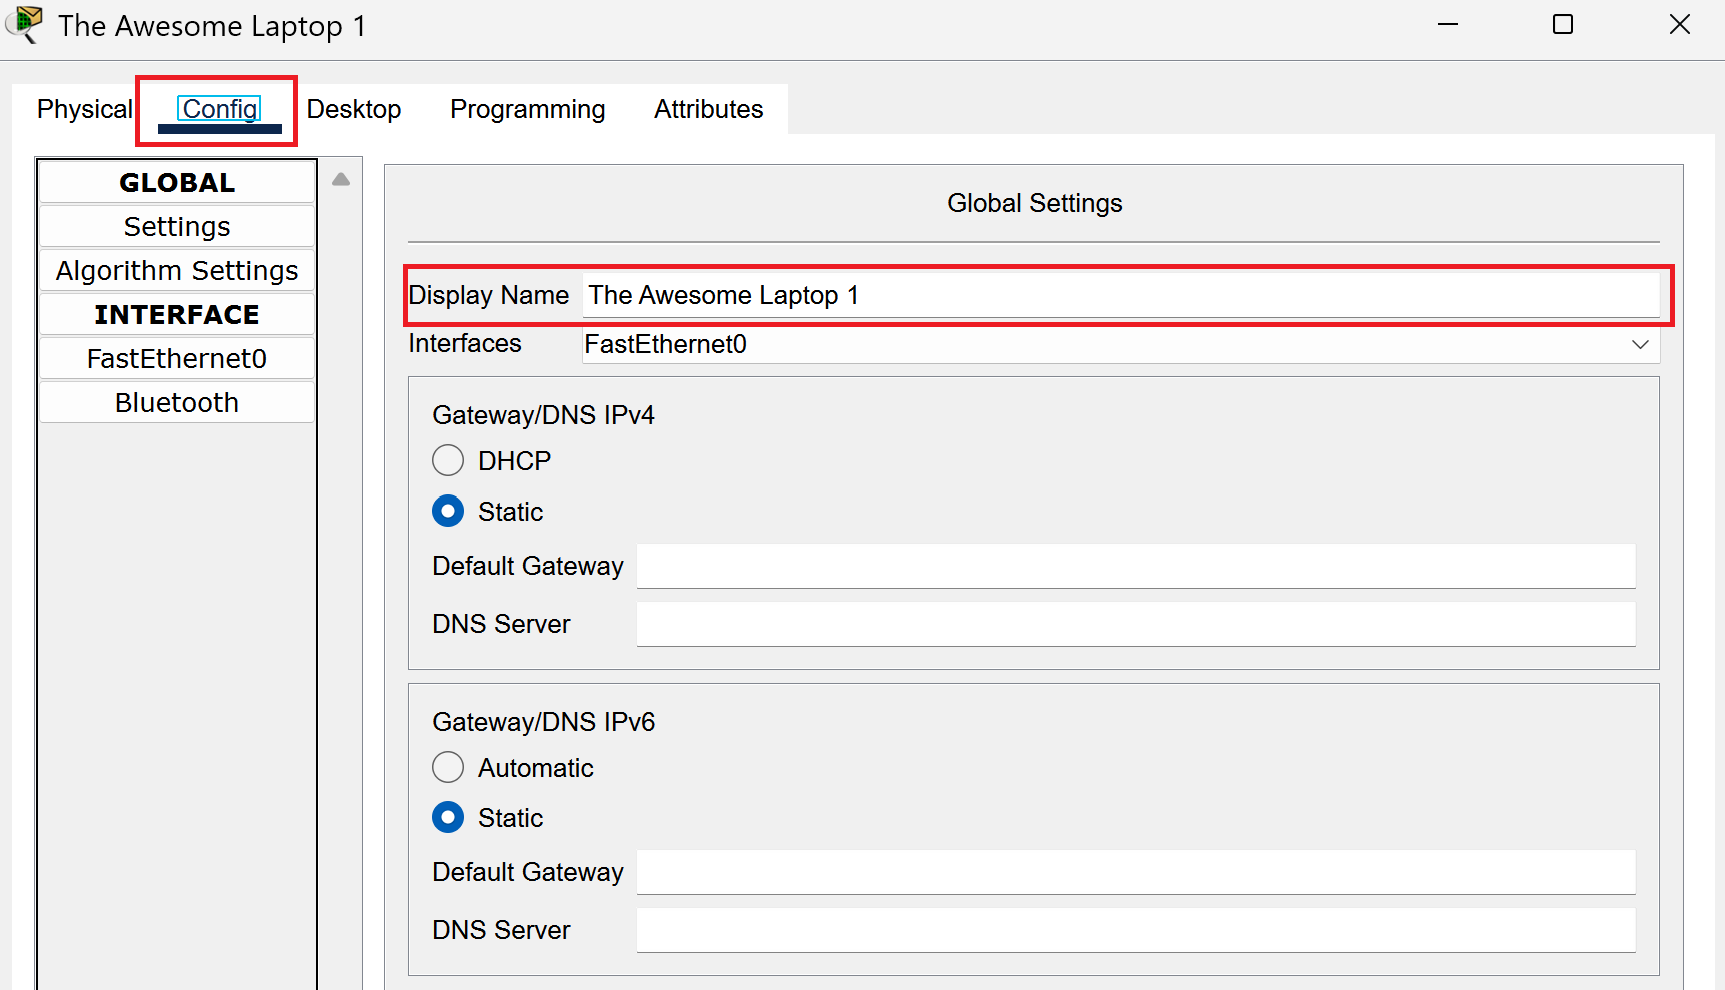 The Awesome Laptop 1
Physical Config Desktop Programming Attributes
GLOBAL
Settings
Algorithm Settings
INTERFACE
FastEthernet0
Bluetooth
Global Settings
Display Name The Awesome Laptop 1
Interfaces FastEthernet0
Gateway/DNS IPv4
DHCP
Static
Default Gateway
DNS Server
Gateway/DNS IPv6
Automatic
Static
Default Gateway
DNS Server